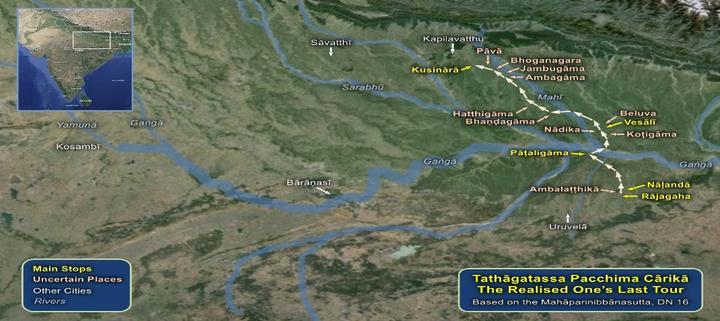 Sāvatthī
Kapilavatthu
Pāvā
Bhoganagara
Kusinārā
Jambugāma
Ambagāma
Sarabhū
Mahī
Hatthigāma
Bhaṇḍagāma
Beluva
Vesālī
Nādika
Koṭigāma
Yamunā
Gaṅgā
Kosambī
Pāṭaligāma
Gaṅgā
Gaṅgā
Bārāṇasī
Ambalaṭṭhikā
Nāḷandā
Rājagaha
Uruvelā
Main Stops
Uncertain Places
Other Cities
Rivers
Tathāgatassa Pacchima Cārikā
The Realised One's Last Tour
Based on the Mahāparinibbānasutta, DN 16